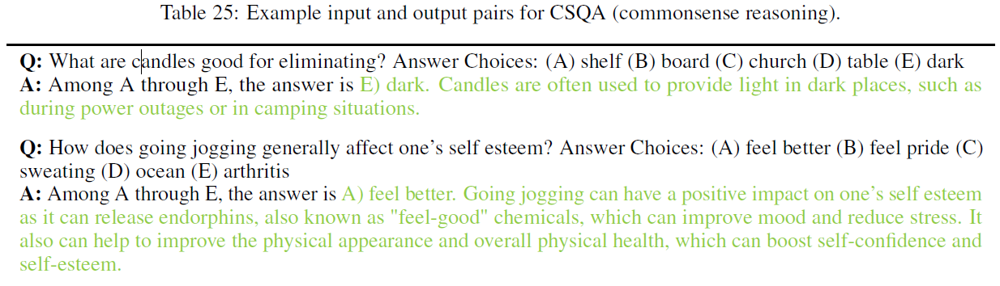 Table 25: Example input and output pairs for CSQA (commonsense reasoning).
Q: What are candles good for eliminating? Answer Choices: (A) shelf (B) board (C) church (D) table (E) dark
A: Among A through E, the answer is E) dark. Candles are often used to provide light in dark places, such as
during power outages or in camping situations.
Q: How does going jogging generally affect one's self esteem? Answer Choices: (A) feel better (B) feel pride (C)
sweating (D) ocean (E) arthritis
A: Among A through E, the answer is A) feel better. Going jogging can have a positive impact on one's self esteem
as it can release endorphins, also known as "feel-good" chemicals, which can improve mood and reduce stress. It
also can help to improve the physical appearance and overall physical health, which can boost self-confidence and
self-esteem.